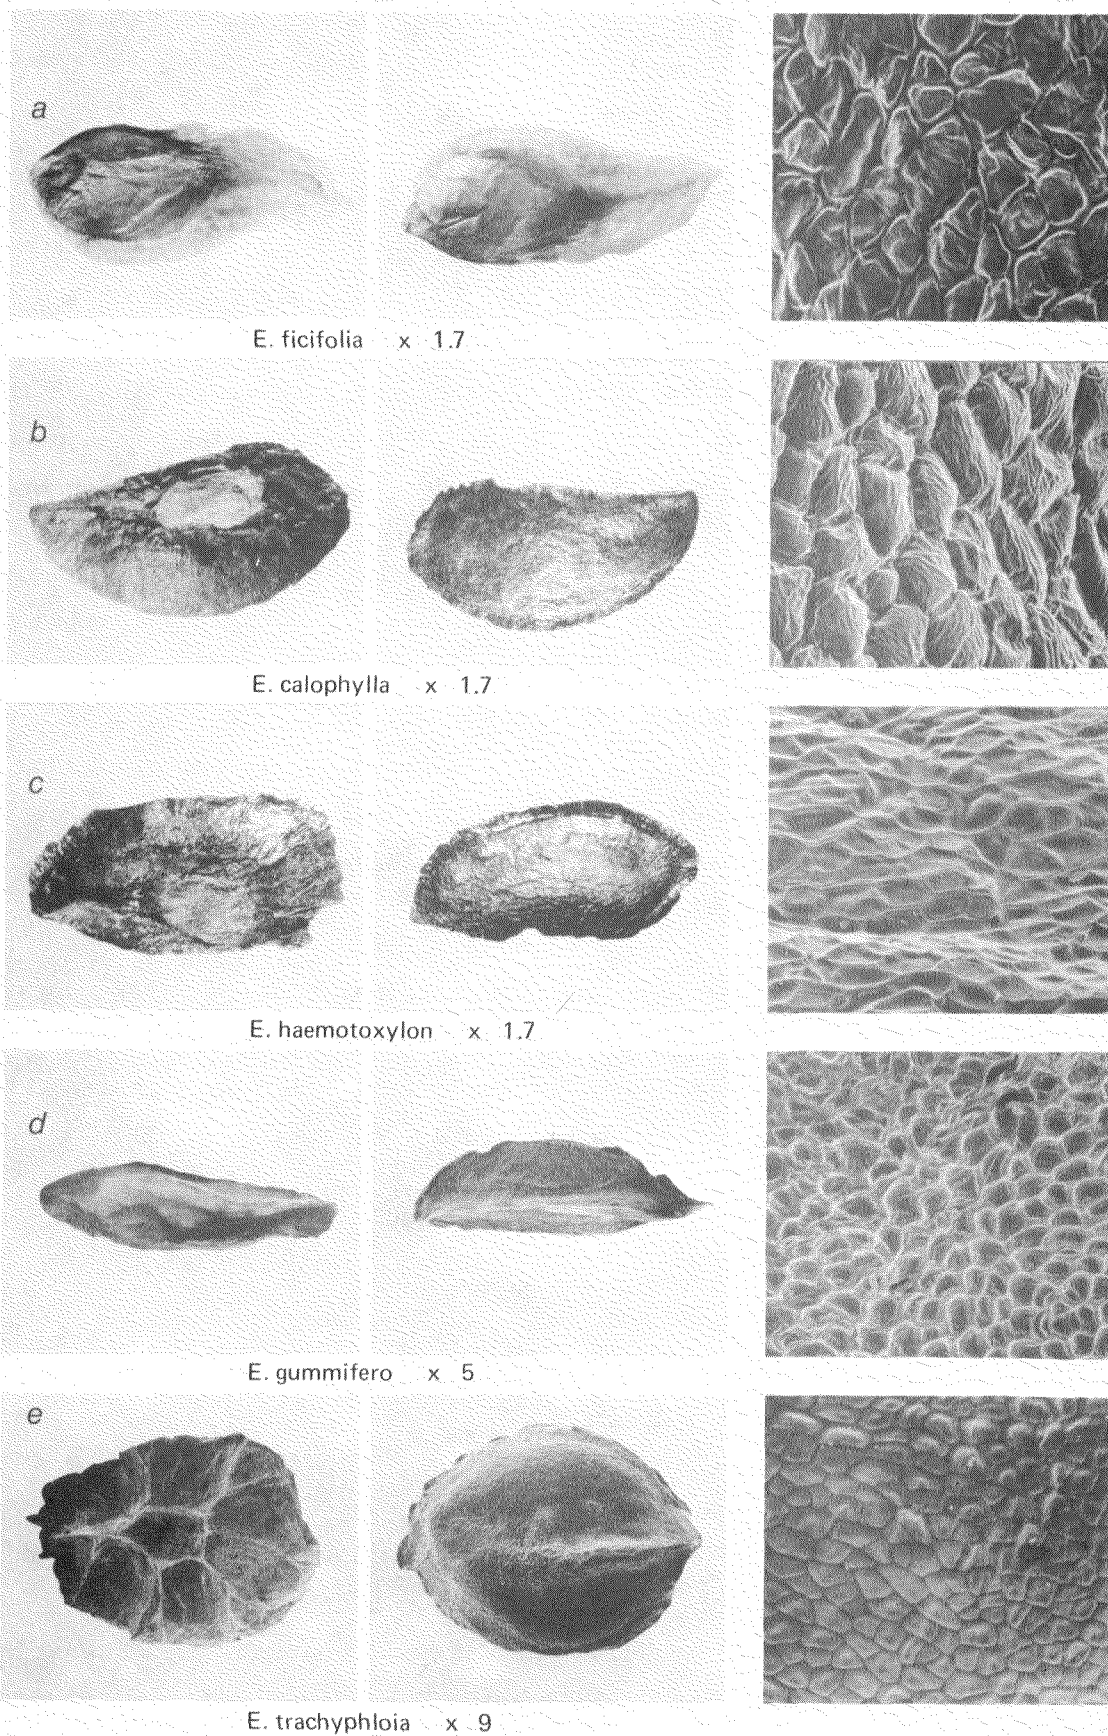 a
E. ficifolia x 1.7
b
E. calophylla x 1.7
c
E. haemotoxylon x 1.7
d
E. gummifero x 5
e
E. trachyphloia x 9